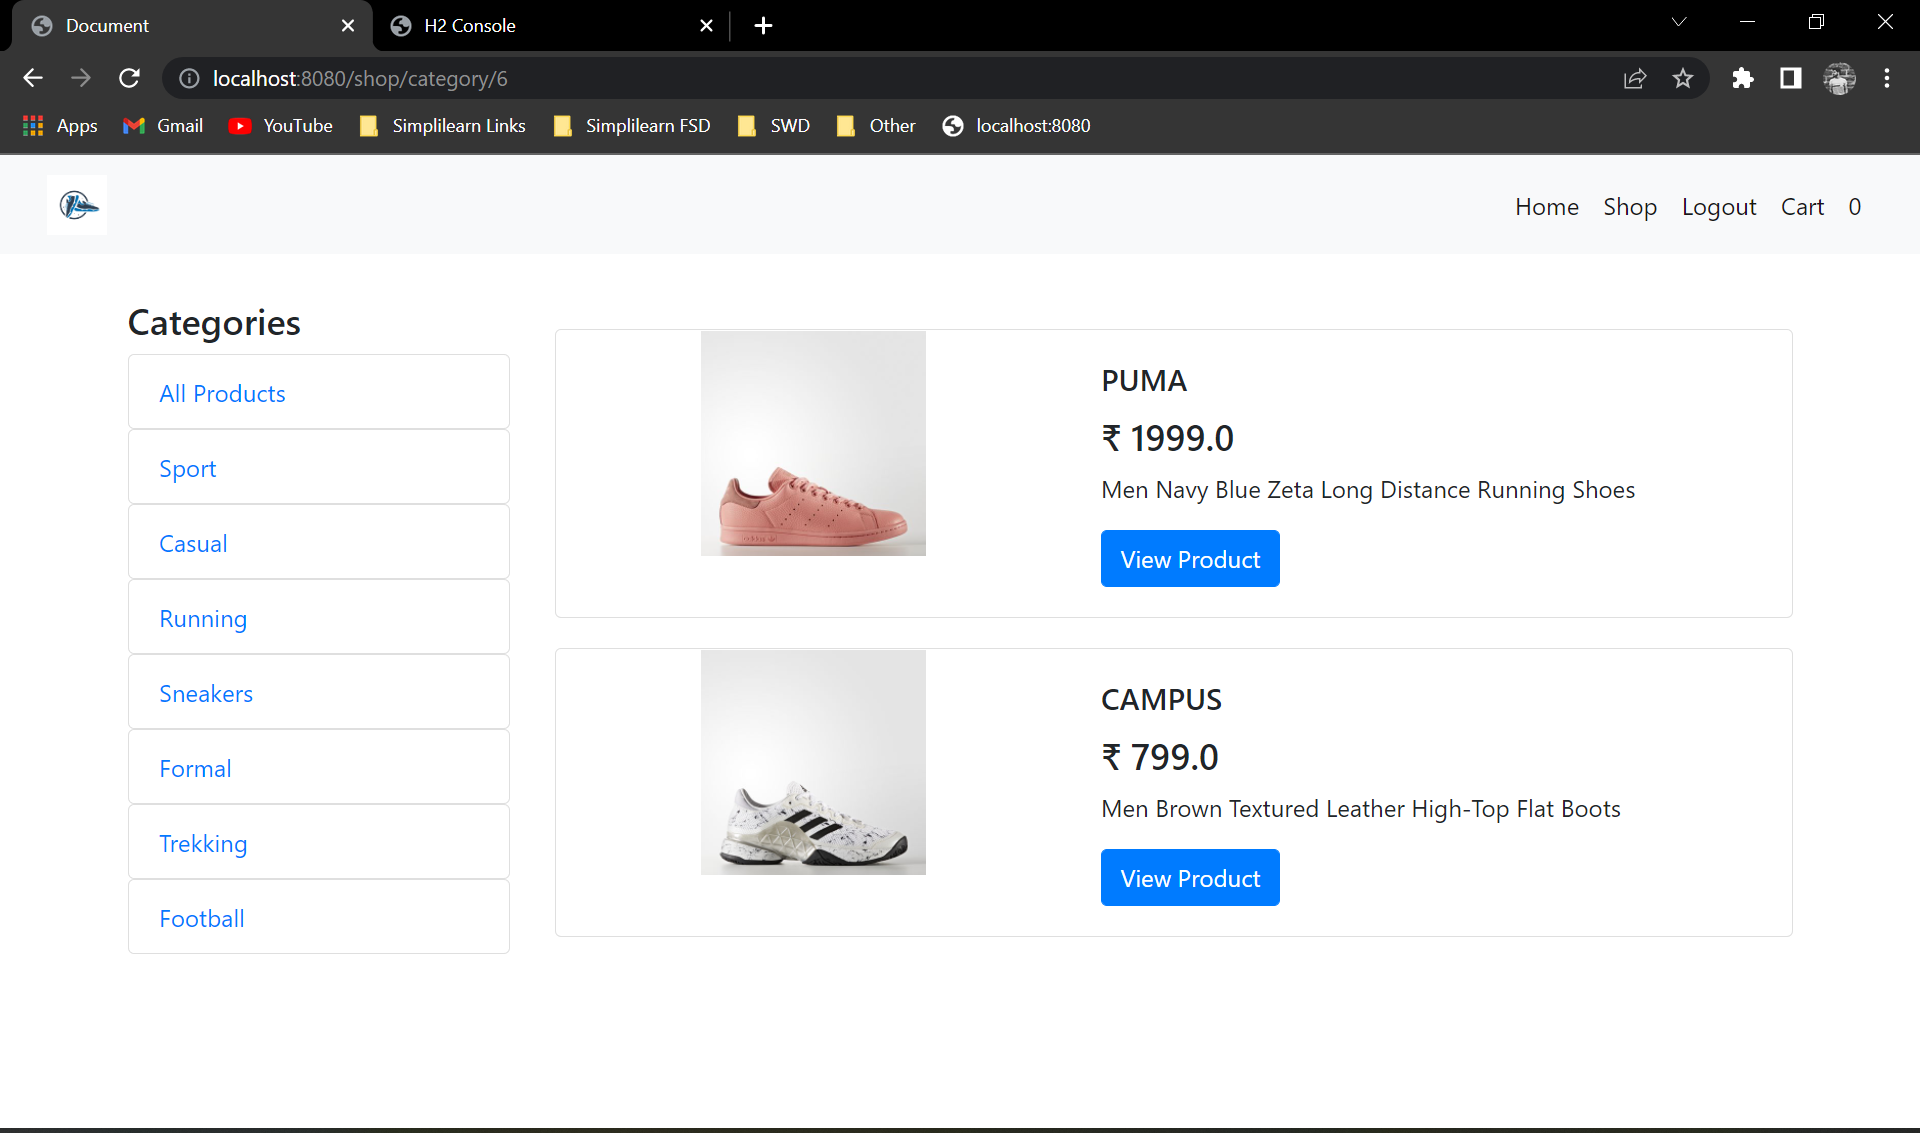 Document
H2 Console
localhost:8080/shop/category/6
Apps
Gmail
YouTube
Simplilearn Links
Simplilearn FSD
SWD
Other
localhost:8080
Home
Shop
Logout
Cart
0
Categories
All Products
Sport
Casual
Running
Sneakers
Formal
Trekking
Football
PUMA
₹ 1999.0
Men Navy Blue Zeta Long Distance Running Shoes
View Product
CAMPUS
₹ 799.0
Men Brown Textured Leather High-Top Flat Boots
View Product